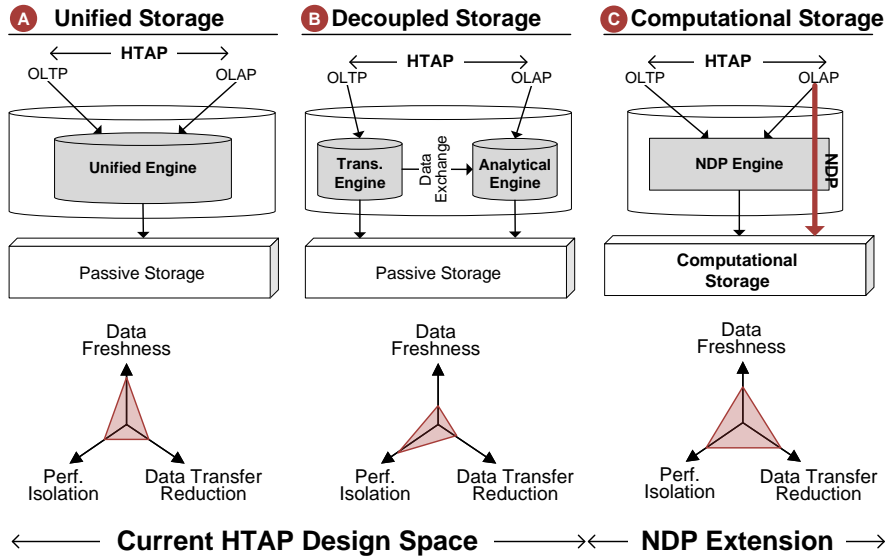 A Unified Storage
HTAP
OLTP
OLAP
Unified Engine
Passive Storage
Data
Freshness
Perf.
Isolation
Data Transfer
Reduction
B Decoupled Storage
HTAP
OLTP
OLAP
Trans.
Engine
Data
Exchange
Analytical
Engine
Passive Storage
Data
Freshness
Perf.
Isolation
Data Transfer
Reduction
C Computational Storage
HTAP
OLTP
OLAP
NDP Engine
NDP
Computational
Storage
Data
Freshness
Perf.
Isolation
Data Transfer
Reduction
Current HTAP Design Space
NDP Extension